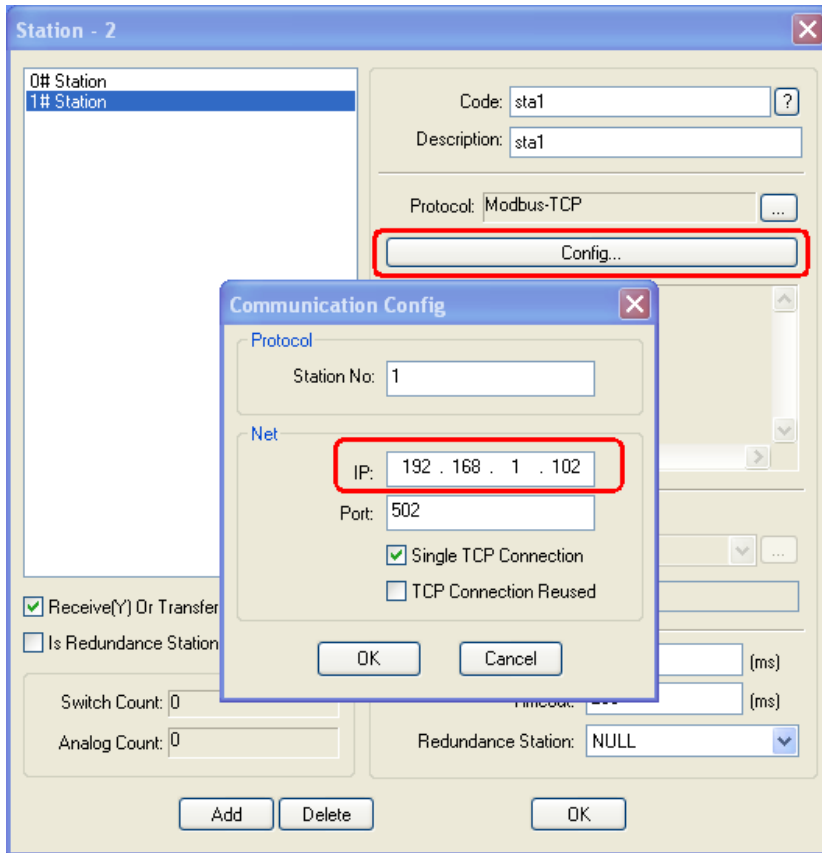 Station - 2
0# Station
1# Station
Code: sta1 ?
Description: sta1
Protocol: Modbus-TCP ...
Config...
Communication Config
Protocol
Station No: 1
Net
IP: 192 . 168 . 1 . 102
Port: 502
Single TCP Connection
TCP Connection Reused
OK Cancel
...
Receive(Y) Or Transfer
Is Redundance Station
(ms)
(ms)
Switch Count: 0
Analog Count: 0
Redundance Station: NULL
Add Delete OK